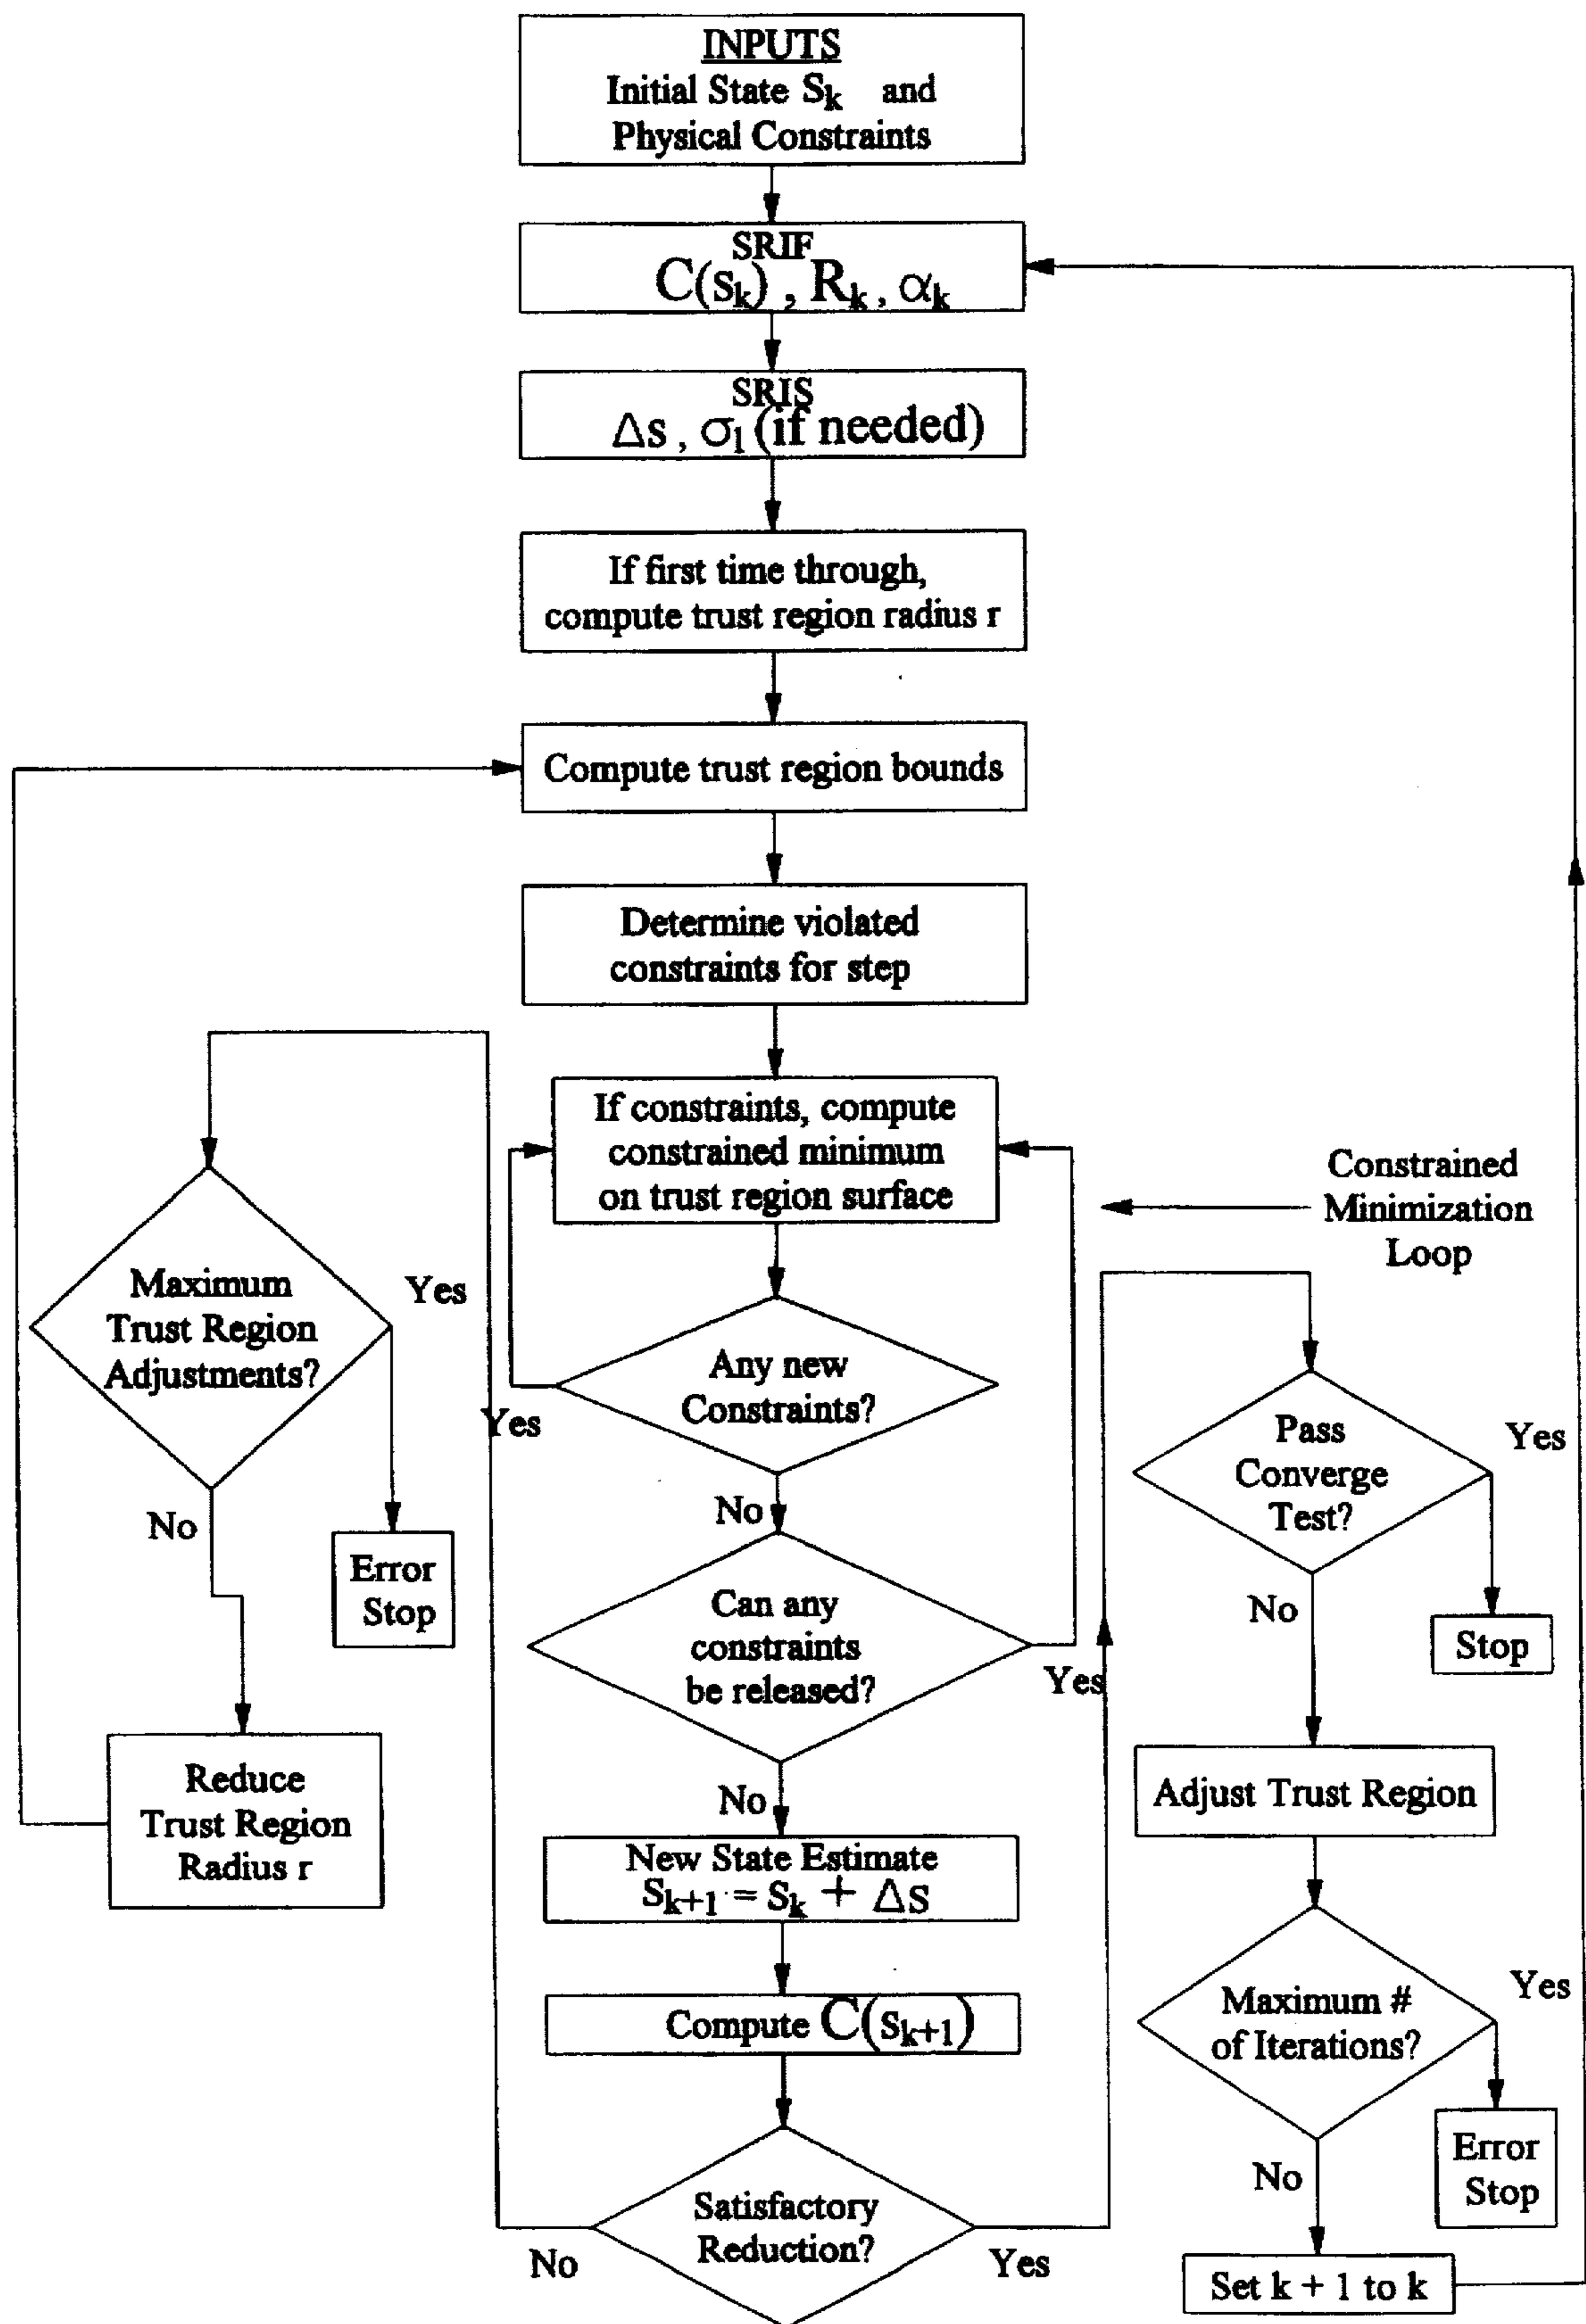 INPUTS
Initial State Sₖ and
Physical Constraints
SRIF
C(sₖ), Rₖ, αₖ
SRIS
Δs, σ₁ (if needed)
If first time through,
compute trust region radius r
Compute trust region bounds
Determine violated
constraints for step
If constraints, compute
constrained minimum
on trust region surface
Constrained
Minimization
Loop
Maximum
Trust Region
Adjustments?
Yes
No
Error
Stop
Reduce
Trust Region
Radius r
Any new
Constraints?
Yes
No
Can any
constraints
be released?
Yes
No
New State Estimate
sₖ₊₁ = sₖ + Δs
Compute C(sₖ₊₁)
Satisfactory
Reduction?
No
Yes
Pass
Converge
Test?
Yes
No
Stop
Adjust Trust Region
Maximum #
of Iterations?
Yes
No
Error
Stop
Set k + 1 to k